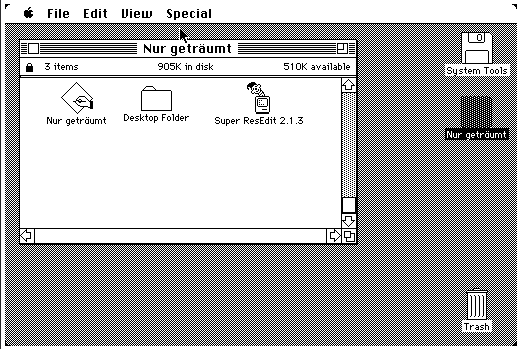 File Edit View Special
Nur geträumt
3 items 905K in disk 510K available
Nur geträumt Desktop Folder Super ResEdit 2.1.3
System Tools
Nur geträumt
Trash